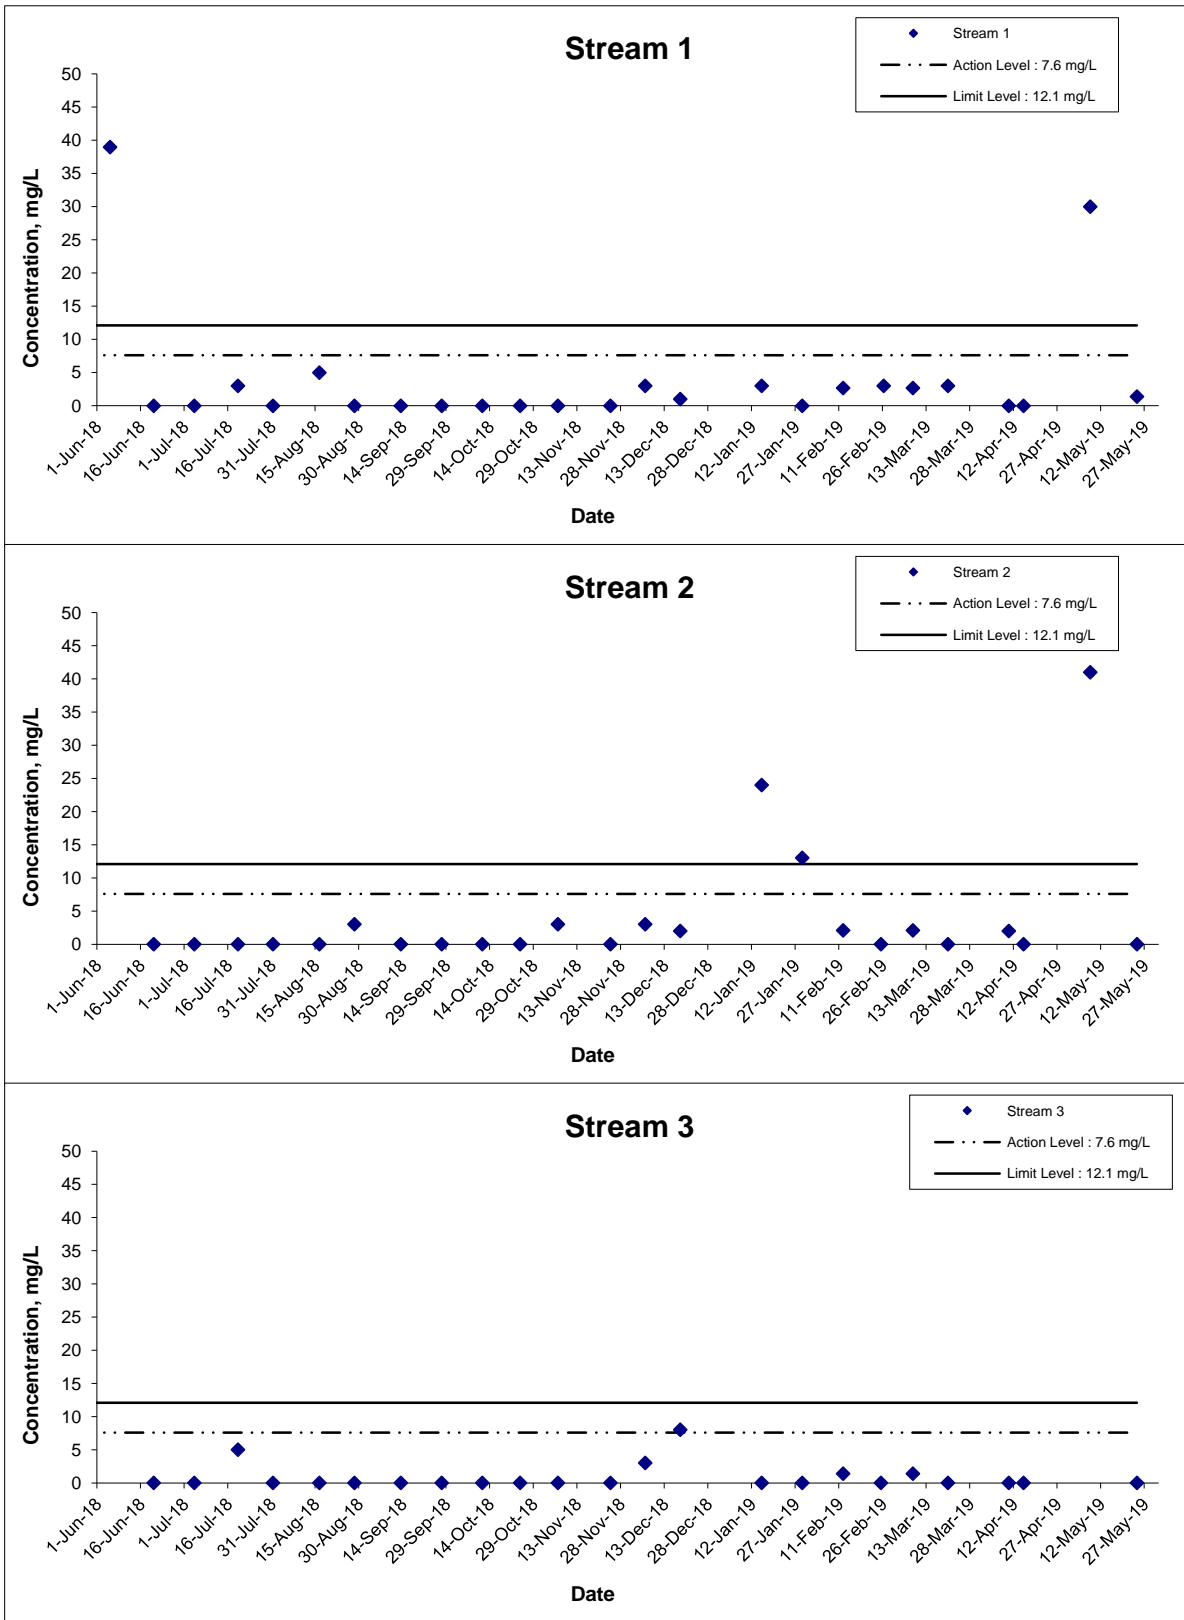 Stream 1
Stream 1
Action Level : 7.6 mg/L
Limit Level : 12.1 mg/L
Concentration, mg/L
50
45
40
35
30
25
20
15
10
5
0
1-Jun-18
16-Jun-18
1-Jul-18
16-Jul-18
31-Jul-18
15-Aug-18
30-Aug-18
14-Sep-18
29-Sep-18
14-Oct-18
29-Oct-18
13-Nov-18
28-Nov-18
13-Dec-18
28-Dec-18
12-Jan-19
27-Jan-19
11-Feb-19
26-Feb-19
13-Mar-19
28-Mar-19
12-Apr-19
27-Apr-19
12-May-19
27-May-19
Date
Stream 2
Stream 2
Action Level : 7.6 mg/L
Limit Level : 12.1 mg/L
Concentration, mg/L
50
45
40
35
30
25
20
15
10
5
0
1-Jun-18
16-Jun-18
1-Jul-18
16-Jul-18
31-Jul-18
15-Aug-18
30-Aug-18
14-Sep-18
29-Sep-18
14-Oct-18
29-Oct-18
13-Nov-18
28-Nov-18
13-Dec-18
28-Dec-18
12-Jan-19
27-Jan-19
11-Feb-19
26-Feb-19
13-Mar-19
28-Mar-19
12-Apr-19
27-Apr-19
12-May-19
27-May-19
Date
Stream 3
Stream 3
Action Level : 7.6 mg/L
Limit Level : 12.1 mg/L
Concentration, mg/L
50
45
40
35
30
25
20
15
10
5
0
1-Jun-18
16-Jun-18
1-Jul-18
16-Jul-18
31-Jul-18
15-Aug-18
30-Aug-18
14-Sep-18
29-Sep-18
14-Oct-18
29-Oct-18
13-Nov-18
28-Nov-18
13-Dec-18
28-Dec-18
12-Jan-19
27-Jan-19
11-Feb-19
26-Feb-19
13-Mar-19
28-Mar-19
12-Apr-19
27-Apr-19
12-May-19
27-May-19
Date